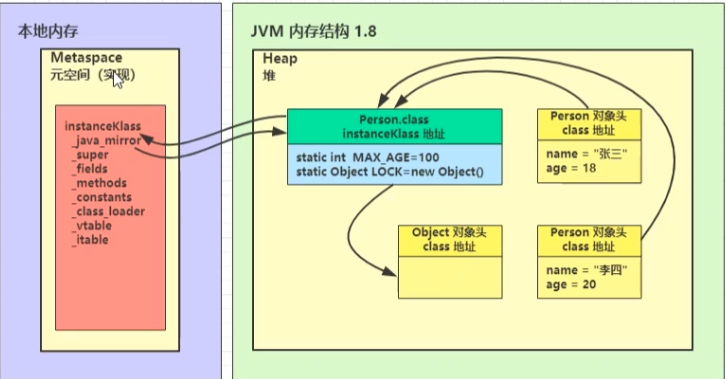 本地内存
Metaspace
元空间（实现）
instanceKlass
_java_mirror
_super
_fields
_methods
_constants
_class_loader
_vtable
_itable
JVM 内存结构 1.8
Heap
堆
Person.class
instanceKlass 地址
static int MAX_AGE=100
static Object LOCK=new Object()
Person 对象头
class 地址
name = "张三"
age = 18
Object 对象头
class 地址
Person 对象头
class 地址
name = "李四"
age = 20